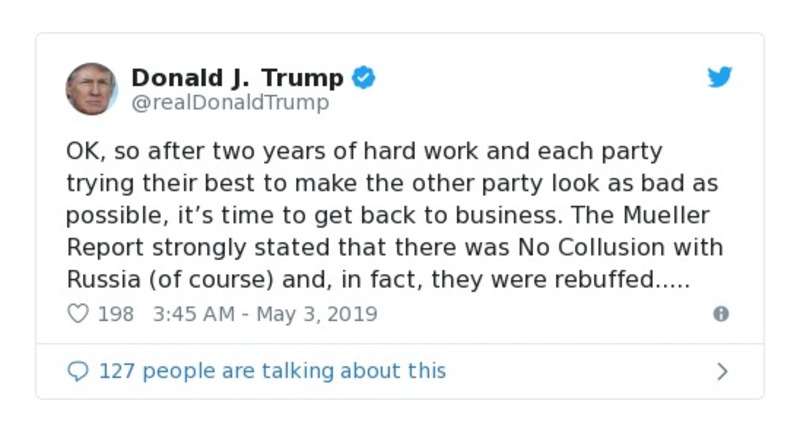 Donald J. Trump
@realDonaldTrump
OK, so after two years of hard work and each party
trying their best to make the other party look as bad as
possible, it’s time to get back to business. The Mueller
Report strongly stated that there was No Collusion with
Russia (of course) and, in fact, they were rebuffed.....
198 3:45 AM - May 3, 2019
127 people are talking about this